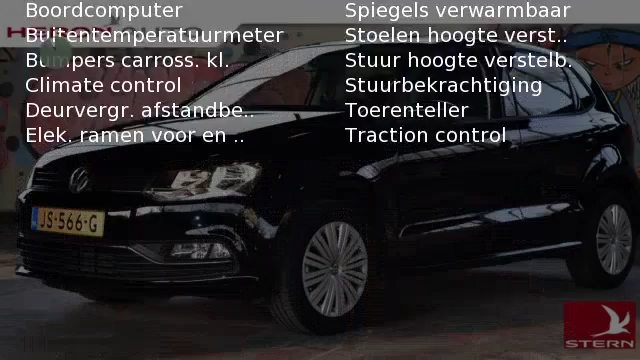 Boordcomputer
Buitentemperatuurmeter
Bumpers carross. kl.
Climate control
Deurvergr. afstandbe..
Elek. ramen voor en ..
Spiegels verwarmbaar
Stoelen hoogte verst..
Stuur hoogte verstelb.
Stuurbekrachtiging
Toerenteller
Traction control
JS-566-G
STERN